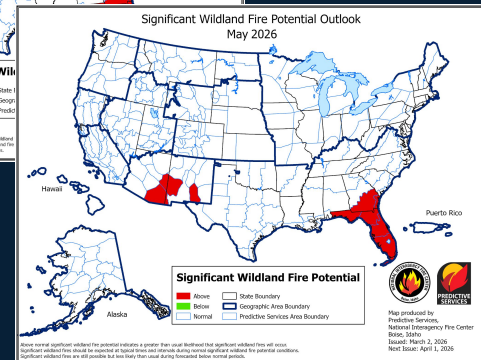 Significant Wildland Fire Potential Outlook
May 2026
Hawaii
Puerto Rico
Alaska
Significant Wildland Fire Potential
Above
Below
Normal
State Boundary
Geographic Area Boundary
Predictive Services Area Boundary
PREDICTIVE
SERVICES
Map produced by
Predictive Services,
National Interagency Fire Center
Boise, Idaho
Issued: March 2, 2026
Next Issue: April 1, 2026
Above normal significant wildland fire potential indicates a greater than usual likelihood that significant wildland fires will occur.
Significant wildland fires should be expected at typical times and intervals during normal significant wildland fire potential conditions.
Significant wildland fires are still possible but less likely than usual during forecasted below normal periods.